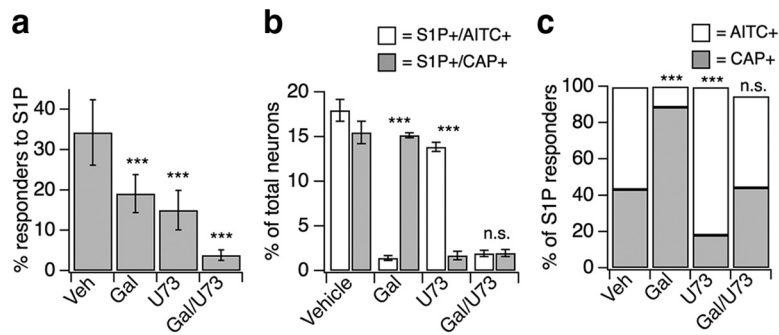 a
% responders to S1P
40
30
20
10
0
***
***
***
Veh
Gal
U73
Gal/U73
b
= S1P+/AITC+
= S1P+/CAP+
% of total neurons
20
15
10
5
0
***
***
n.s.
Vehicle
Gal
U73
Gal/U73
c
= AITC+
= CAP+
% of S1P responders
100
80
60
40
20
0
***
***
n.s.
Veh
Gal
U73
Gal/U73